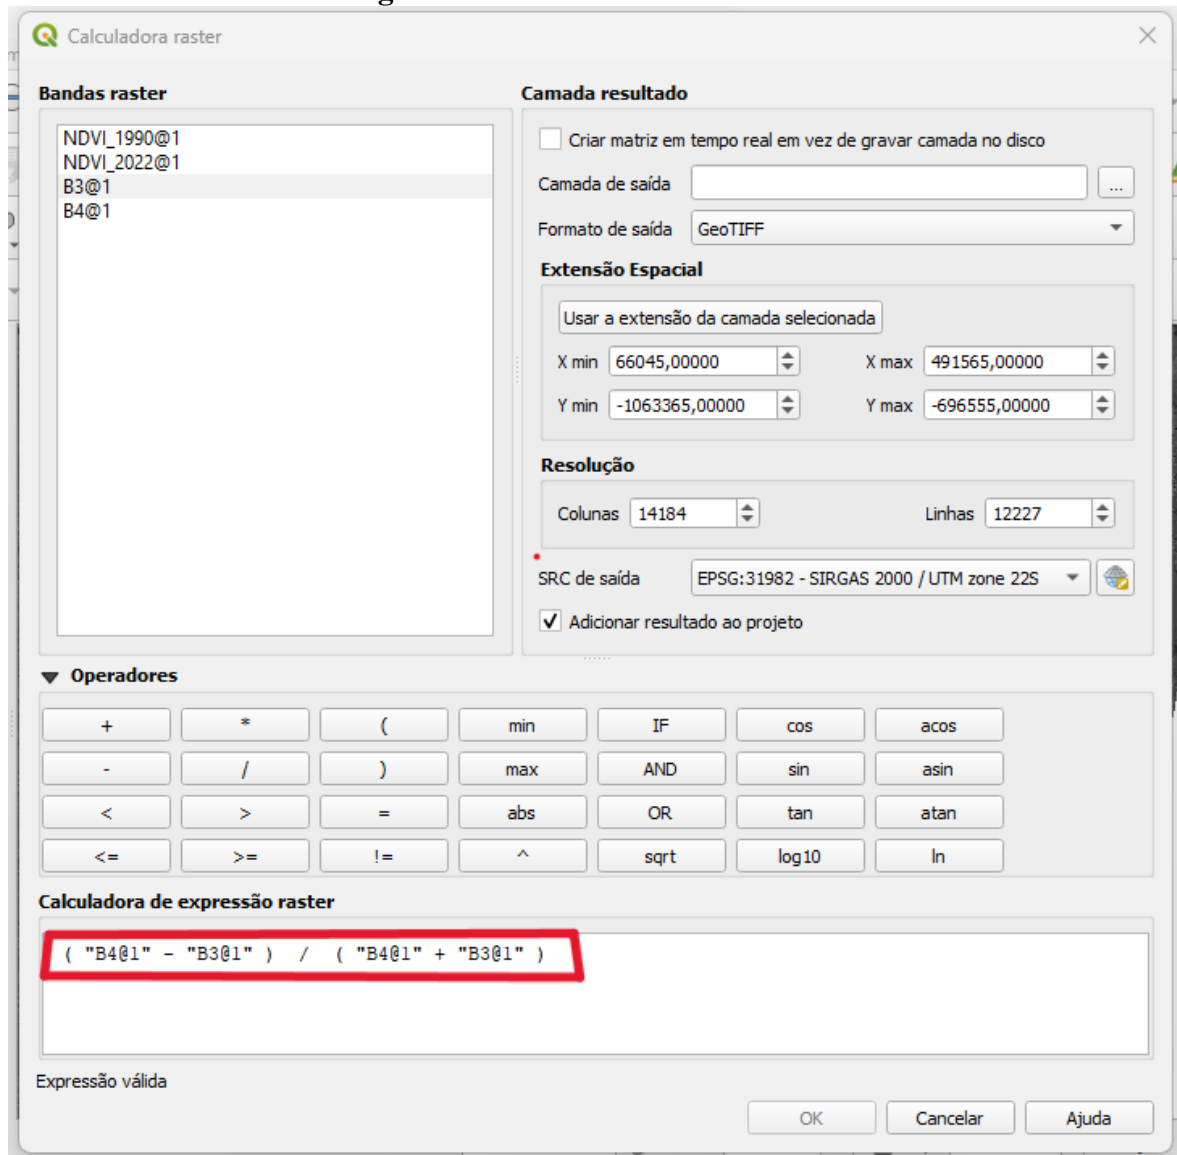 Calculadora raster
Bandas raster
NDVI_1990@1
NDVI_2022@1
B3@1
B4@1
Camada resultado
Criar matriz em tempo real em vez de gravar camada no disco
Camada de saída ...
Formato de saída GeoTIFF
Extensão Espacial
Usar a extensão da camada selecionada
X min 66045,00000 X max 491565,00000
Y min -1063365,00000 Y max -696555,00000
Resolução
Colunas 14184 Linhas 12227
SRC de saída EPSG:31982 - SIRGAS 2000 / UTM zone 22S
Adicionar resultado ao projeto
Operadores
+ * ( min IF cos acos
- / ) max AND sin asin
< > = abs OR tan atan
<= >= != ^ sqrt log10 ln
Calculadora de expressão raster
( "B4@1" - "B3@1" ) / ( "B4@1" + "B3@1" )
Expressão válida
OK Cancelar Ajuda